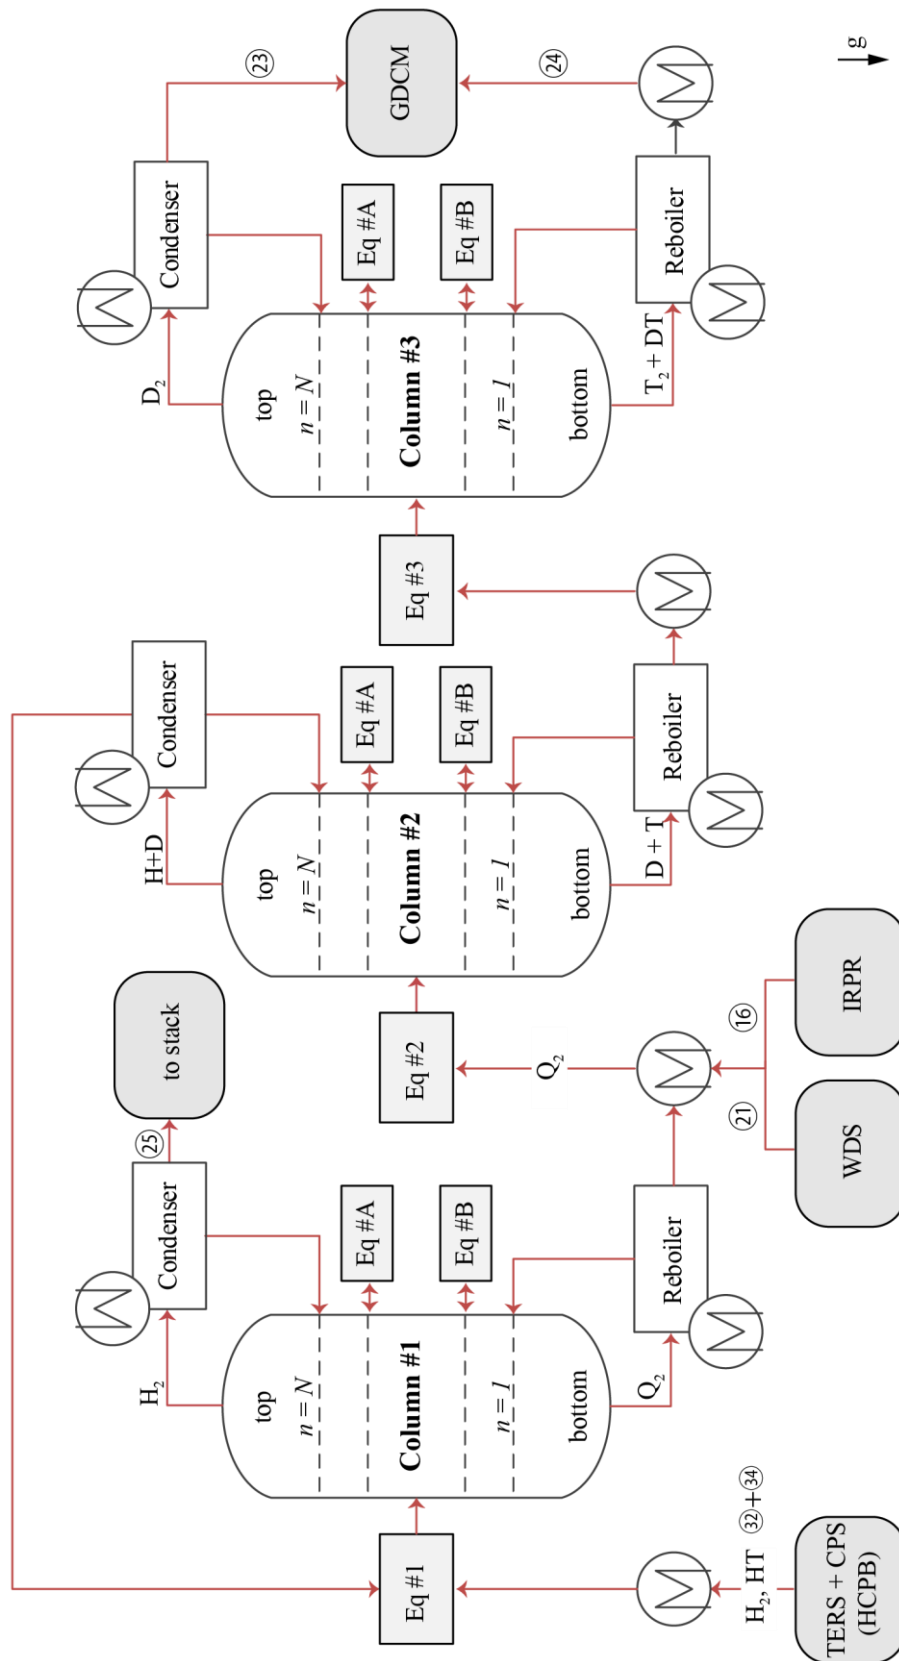 H₂
Condenser
㉕
to stack
top
n = N
Column #1
n = 1
bottom
Eq #A
Eq #B
Eq #1
Q₂
Reboiler
H₂, HT ㉜+㉞
TERS + CPS
(HCPB)
H+D
Condenser
top
n = N
Column #2
n = 1
bottom
Eq #A
Eq #B
Eq #2
Q₂
D + T
Reboiler
㉑
⑯
WDS
IRPR
D₂
Condenser
㉓
GDCM
㉔
top
n = N
Column #3
n = 1
bottom
Eq #A
Eq #B
Eq #3
T₂ + DT
Reboiler
g